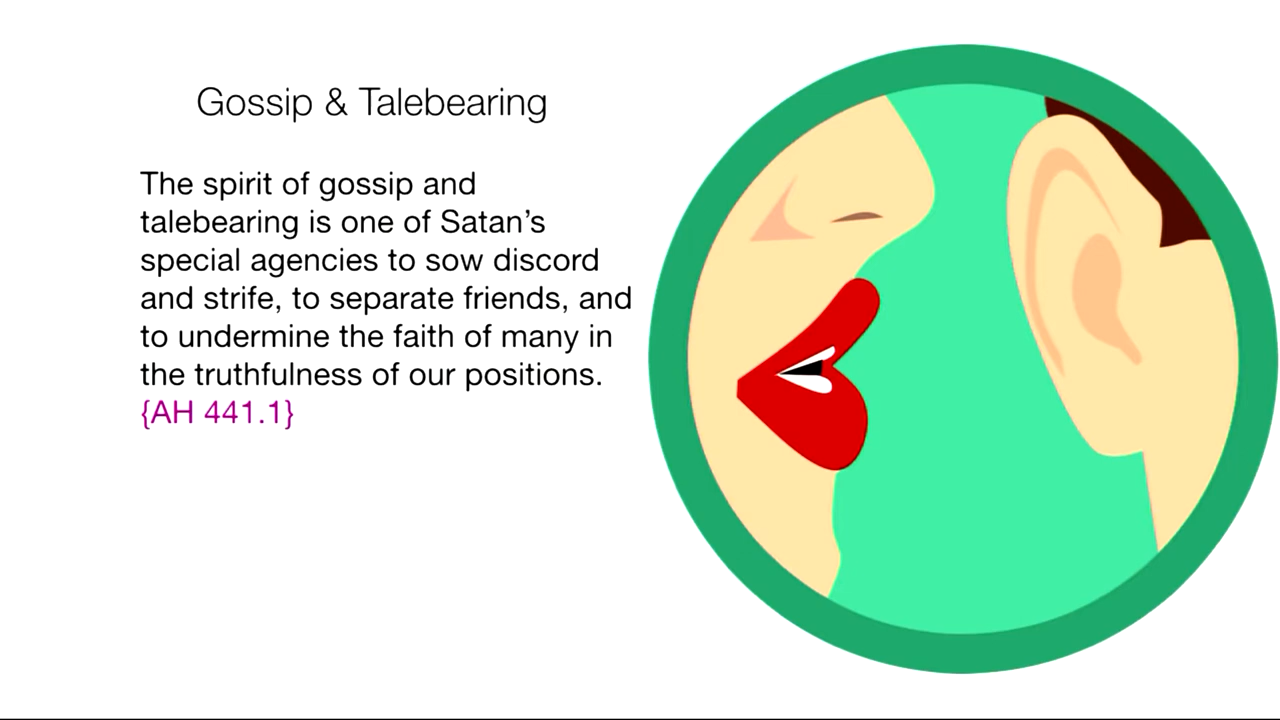 Gossip & Talebearing
The spirit of gossip and
talebearing is one of Satan’s
special agencies to sow discord
and strife, to separate friends, and
to undermine the faith of many in
the truthfulness of our positions.
{AH 441.1}